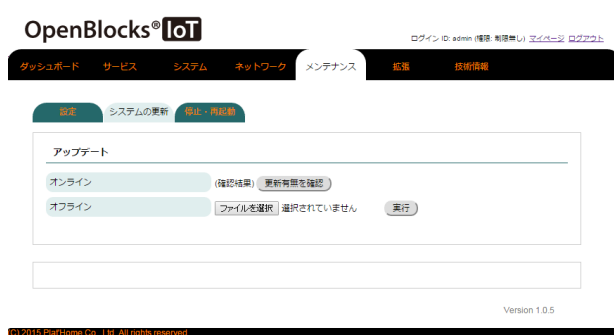 OpenBlocks® IoT
ログイン ID: admin (権限: 制限無し) マイページ ログアウト
ダッシュボード サービス システム ネットワーク メンテナンス 拡張 技術情報
設定 システムの更新 停止・再起動
アップデート
オンライン (確認結果) 更新有無を確認 )
オフライン ファイルを選択 選択されていません 実行
Version 1.0.5
(C)2015 Plat'Home Co., Ltd. All rights reserved.